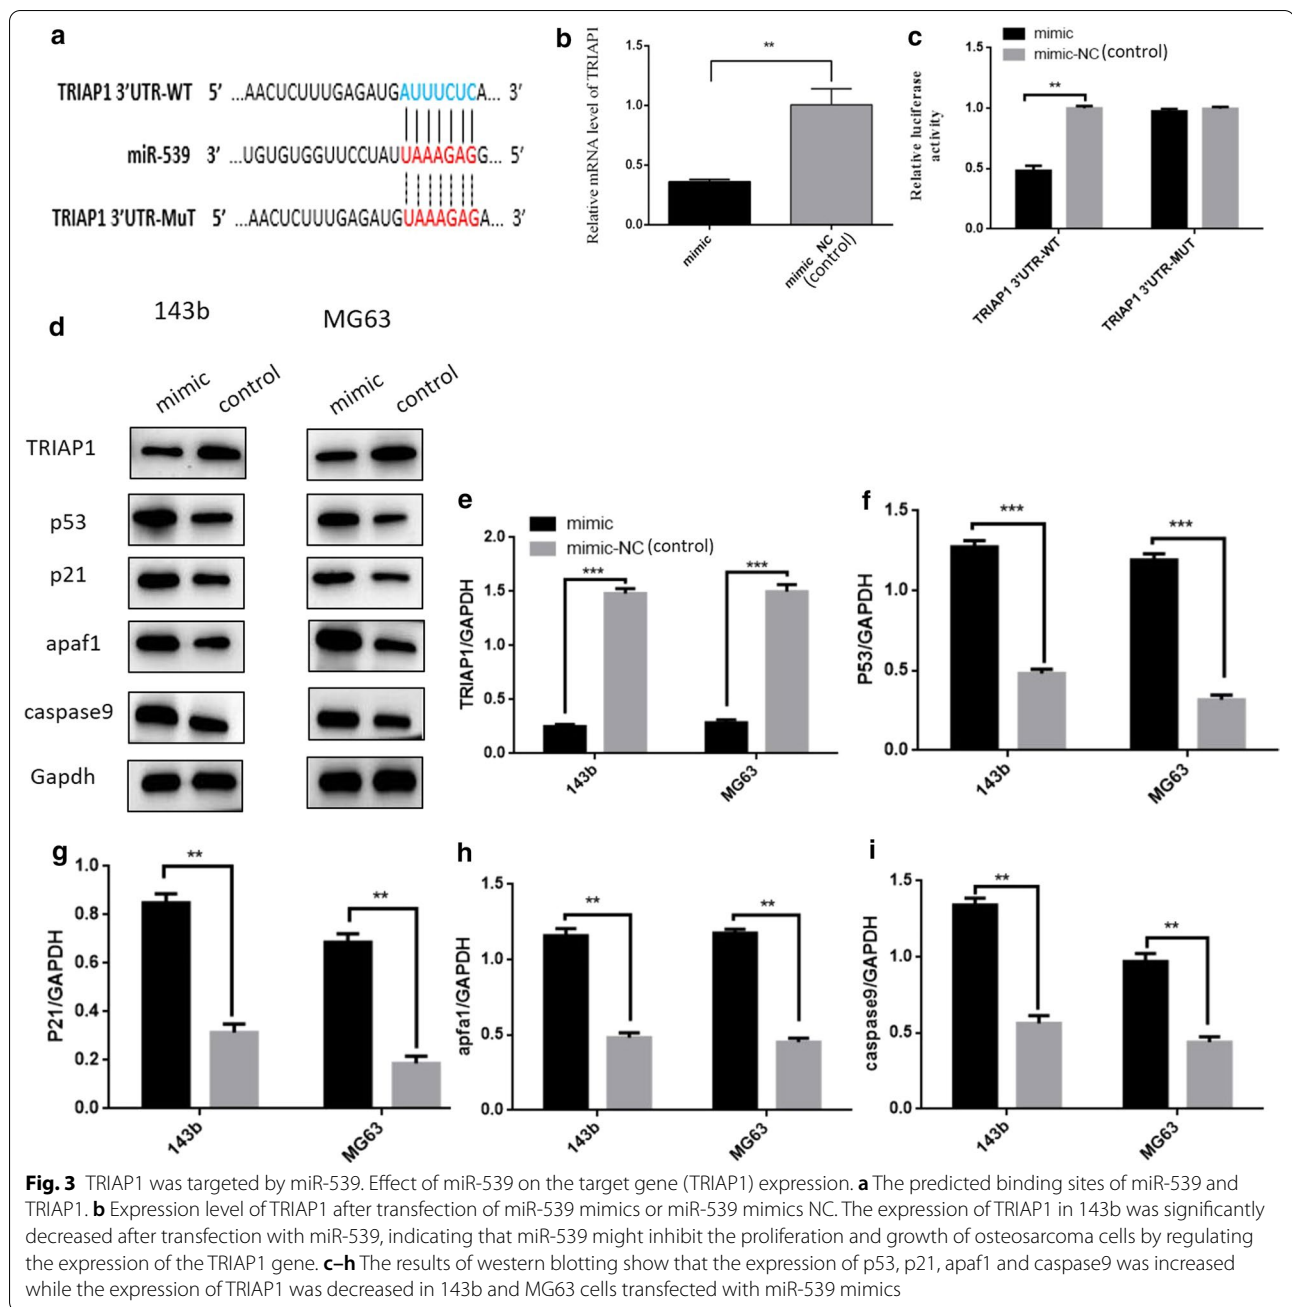 a
TRIAP1 3'UTR-WT 5' ...AACUCUUUGAGAUGAUUUCUCA... 3'
miR-539 3' ...UGUGUGGUUCCUAUUAAAGAGG... 5'
TRIAP1 3'UTR-MuT 5' ...AACUCUUUGAGAUGUAAAGAGA... 3'
b
Relative mRNA level of TRIAP1
1.5
1.0
0.5
0.0
**
mimic
mimic NC
(control)
c
mimic
mimic-NC (control)
Relative luciferase
activity
1.5
1.0
0.5
0.0
**
TRIAP1 3'UTR-WT
TRIAP1 3'UTR-MUT
d
143b
MG63
mimic
control
mimic
control
TRIAP1
p53
p21
apaf1
caspase9
Gapdh
e
mimic
mimic-NC (control)
TRIAP1/GAPDH
2.0
1.5
1.0
0.5
0.0
***
***
143b
MG63
f
P53/GAPDH
1.5
1.0
0.5
0.0
***
***
143b
MG63
g
P21/GAPDH
1.0
0.8
0.6
0.4
0.2
0.0
**
**
143b
MG63
h
apfa1/GAPDH
1.5
1.0
0.5
0.0
**
**
143b
MG63
i
caspase9/GAPDH
1.5
1.0
0.5
0.0
**
**
143b
MG63
Fig. 3 TRIAP1 was targeted by miR-539. Effect of miR-539 on the target gene (TRIAP1) expression. a The predicted binding sites of miR-539 and
TRIAP1. b Expression level of TRIAP1 after transfection of miR-539 mimics or miR-539 mimics NC. The expression of TRIAP1 in 143b was significantly
decreased after transfection with miR-539, indicating that miR-539 might inhibit the proliferation and growth of osteosarcoma cells by regulating
the expression of the TRIAP1 gene. c–h The results of western blotting show that the expression of p53, p21, apaf1 and caspase9 was increased
while the expression of TRIAP1 was decreased in 143b and MG63 cells transfected with miR-539 mimics